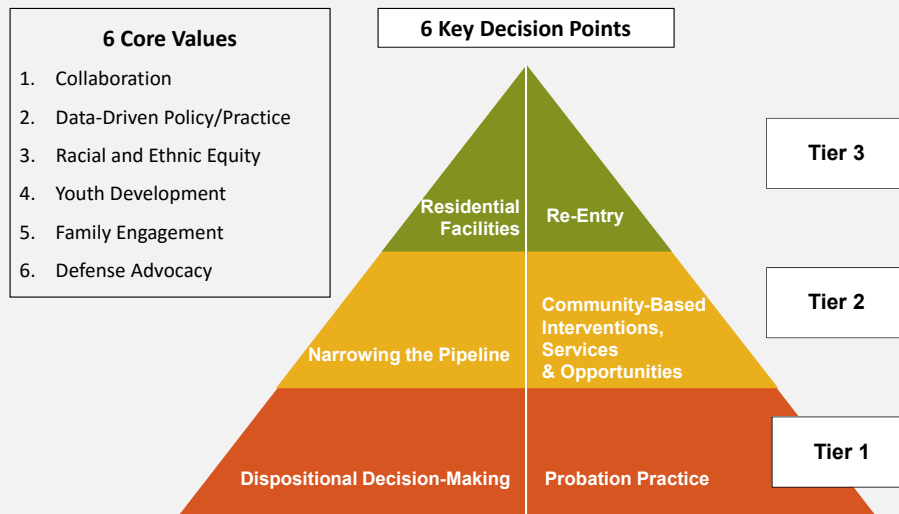 6 Core Values
1. Collaboration
2. Data-Driven Policy/Practice
3. Racial and Ethnic Equity
4. Youth Development
5. Family Engagement
6. Defense Advocacy
6 Key Decision Points
Residential
Facilities
Re-Entry
Tier 3
Narrowing the Pipeline
Community-Based
Interventions,
Services
& Opportunities
Tier 2
Dispositional Decision-Making
Probation Practice
Tier 1